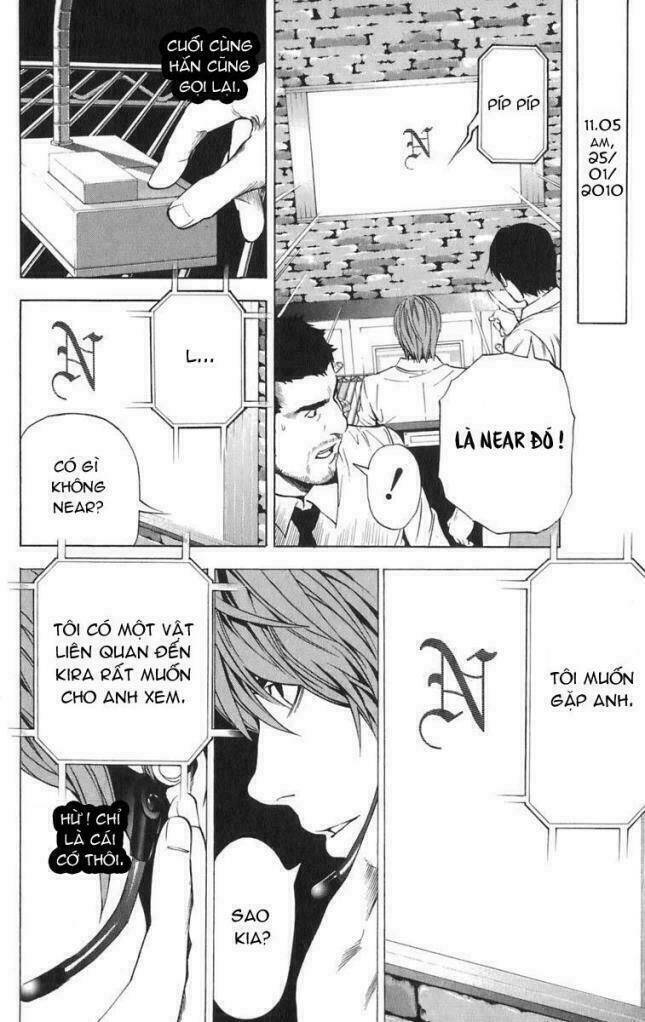 11.05
AM,
25/
01/
2010
PÍP PÍP
N
LÀ NEAR ĐÓ!
!
CUỐI CÙNG
HẮN CŨNG
GỌI LẠI.
N
L...
CÓ GÌ
KHÔNG
NEAR?
N
TÔI MUỐN
GẶP ANH.
SAO
KIA?
TÔI CÓ MỘT VẬT
LIÊN QUAN ĐẾN
KIRA RẤT MUỐN
CHO ANH XEM.
HỪ! CHỈ
LÀ CÁI
CỚ THÔI.